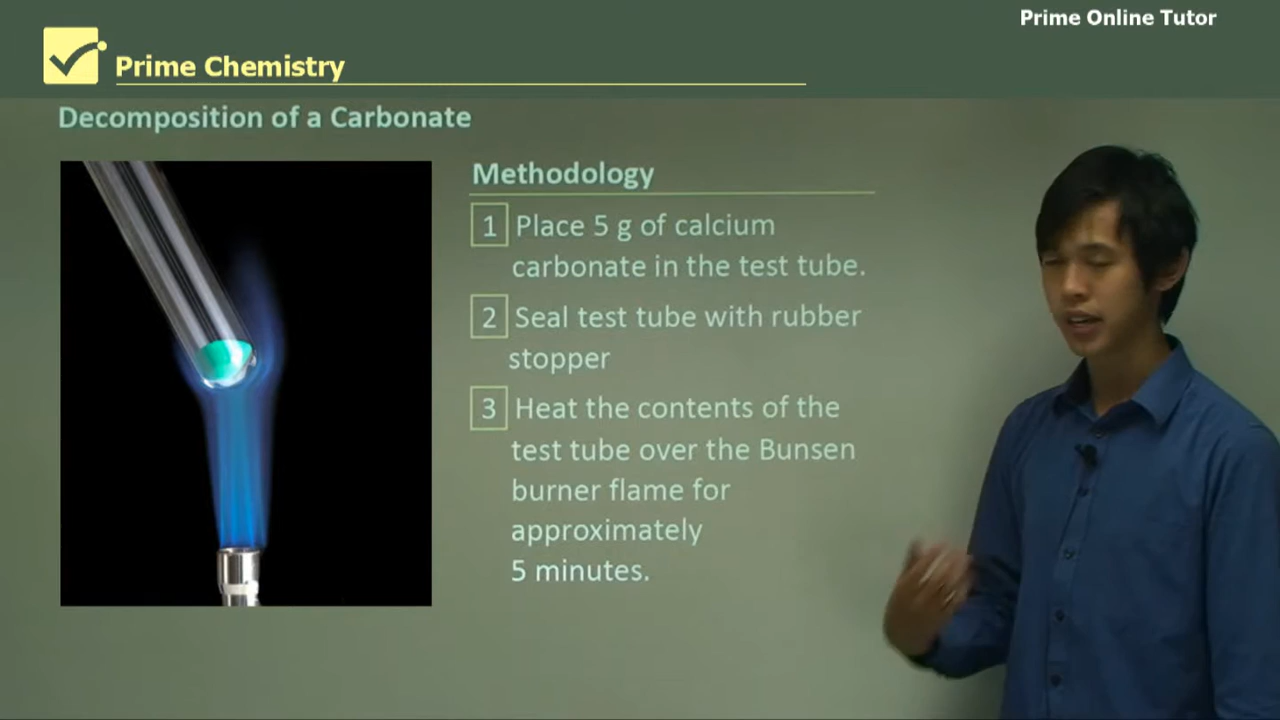 Prime Online Tutor
Prime Chemistry
Decomposition of a Carbonate
Methodology
1 Place 5 g of calcium
carbonate in the test tube.
2 Seal test tube with rubber
stopper
3 Heat the contents of the
test tube over the Bunsen
burner flame for
approximately
5 minutes.